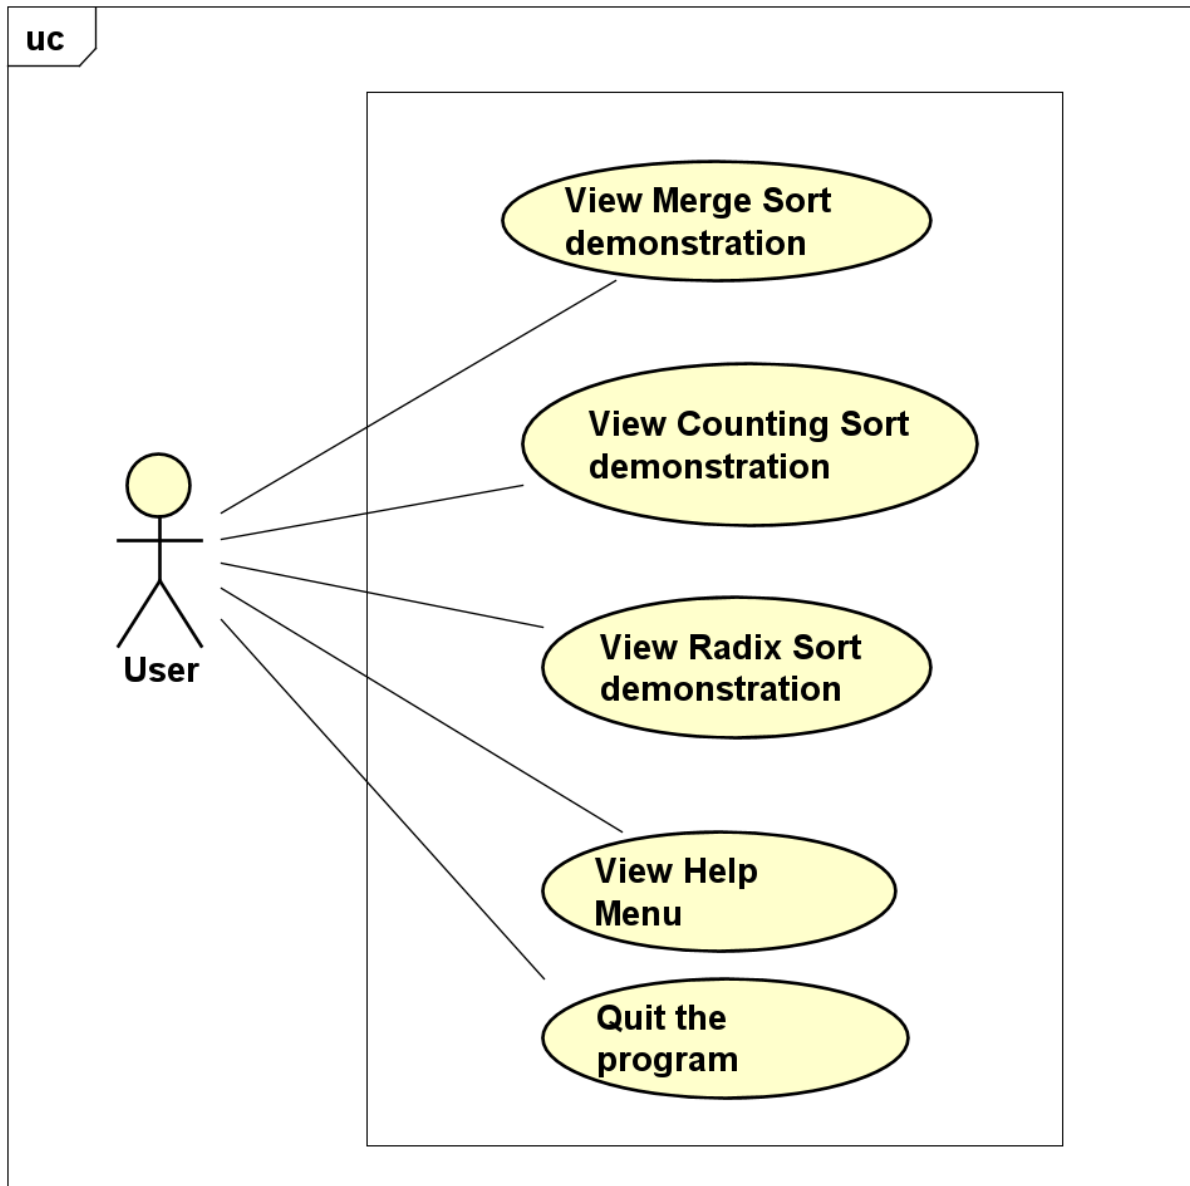 uc
View Merge Sort
demonstration
View Counting Sort
demonstration
User
View Radix Sort
demonstration
View Help
Menu
Quit the
program